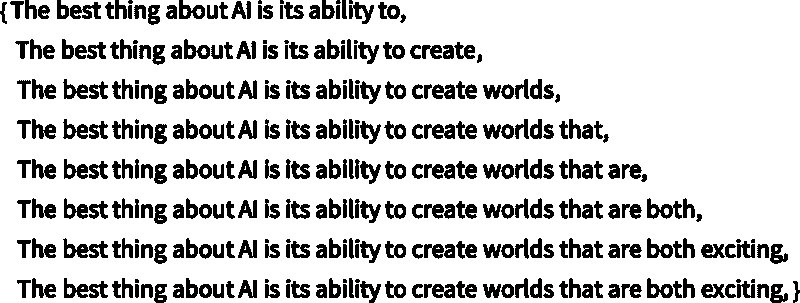 {The best thing about AI is its ability to,
The best thing about AI is its ability to create,
The best thing about AI is its ability to create worlds,
The best thing about AI is its ability to create worlds that,
The best thing about AI is its ability to create worlds that are,
The best thing about AI is its ability to create worlds that are both,
The best thing about AI is its ability to create worlds that are both exciting,
The best thing about AI is its ability to create worlds that are both exciting,}